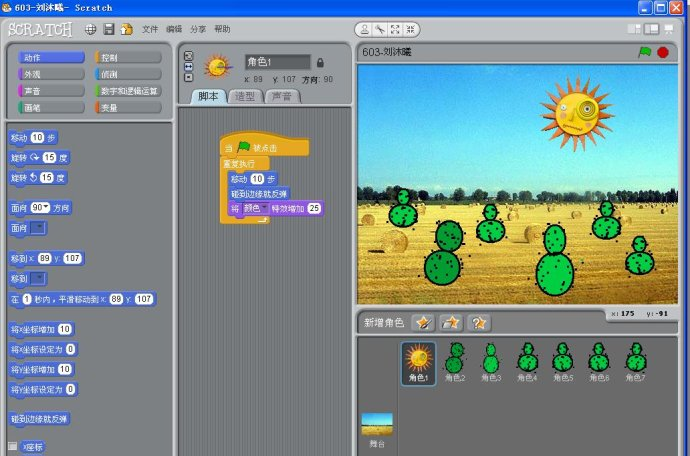 603-刘沐曦- Scratch
SCRATCH 文件 编辑 分享 帮助
动作 控制
外观 侦测
声音 数字和逻辑运算
画笔 变量
移动 10 步
旋转 15 度
旋转 15 度
面向 90 方向
面向
移到 x: 89 y: 107
移到
在 1 秒内，平滑移动到 x: 89 y: 107
将x坐标增加 10
将x坐标设定为 0
将y坐标增加 10
将y坐标设定为 0
碰到边缘就反弹
x座标
角色1
x: 89 y: 107 方向: 90
脚本 造型 声音
当 被点击
重复执行
移动 10 步
碰到边缘就反弹
将 颜色 特效增加 25
603-刘沐曦
x: 175 y: -91
新增角色
角色1 角色2 角色3 角色4 角色5 角色6 角色7
舞台